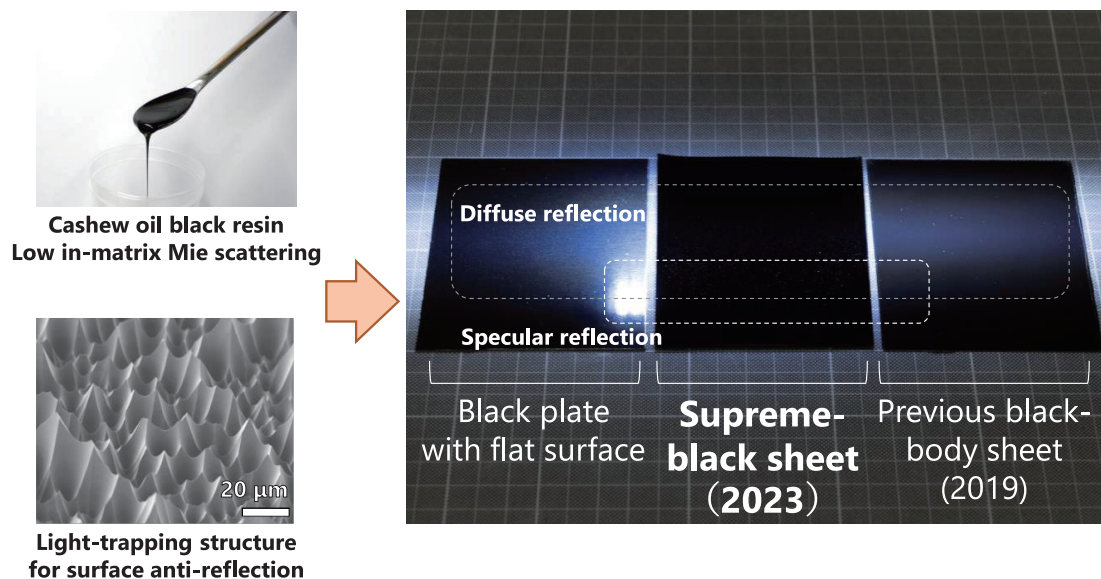 Cashew oil black resin
Low in-matrix Mie scattering
20 μm
Light-trapping structure
for surface anti-reflection
Diffuse reflection
Specular reflection
Black plate
with flat surface
Supreme-
black sheet
（2023）
Previous black-
body sheet
(2019)